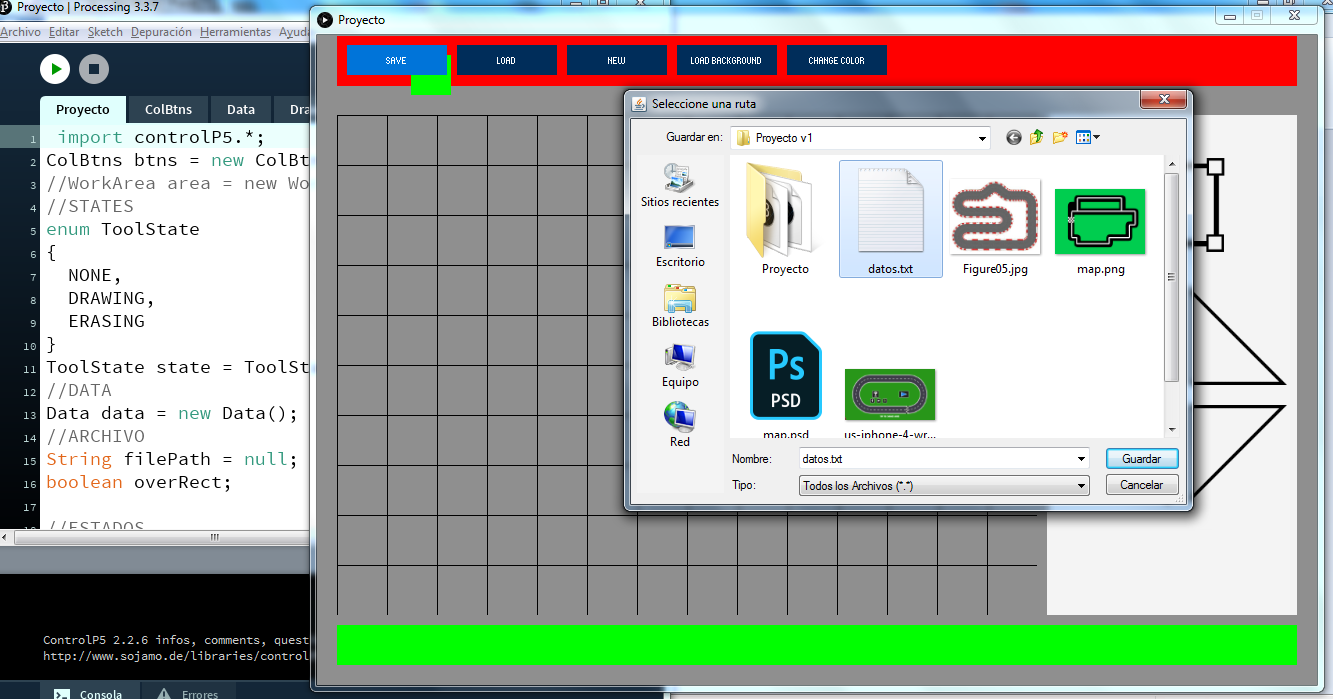 Proyecto | Processing 3.3.7
Archivo Editar Sketch Depuración Herramientas Ayuda
Proyecto ColBtns Data Dra
1 import controlP5.*;
2 ColBtns btns = new ColBt
3 //WorkArea area = new Wo
4 //STATES
5 enum ToolState
6 {
7 NONE,
8 DRAWING,
9 ERASING
10 }
11 ToolState state = ToolSt
12 //DATA
13 Data data = new Data();
14 //ARCHIVO
15 String filePath = null;
16 boolean overRect;
17
//ESTADOS
ControlP5 2.2.6 infos, comments, quest
http://www.sojamo.de/libraries/control
Consola Errores
Proyecto
SAVE LOAD NEW LOAD BACKGROUND CHANGE COLOR
Seleccione una ruta
Guardar en: Proyecto v1
Sitios recientes
Escritorio
Bibliotecas
Equipo
Red
Proyecto datos.txt Figure05.jpg map.png
Ps
PSD
map.psd us-iphone-4-wr...
Nombre: datos.txt Guardar
Tipo: Todos los Archivos (*.*) Cancelar